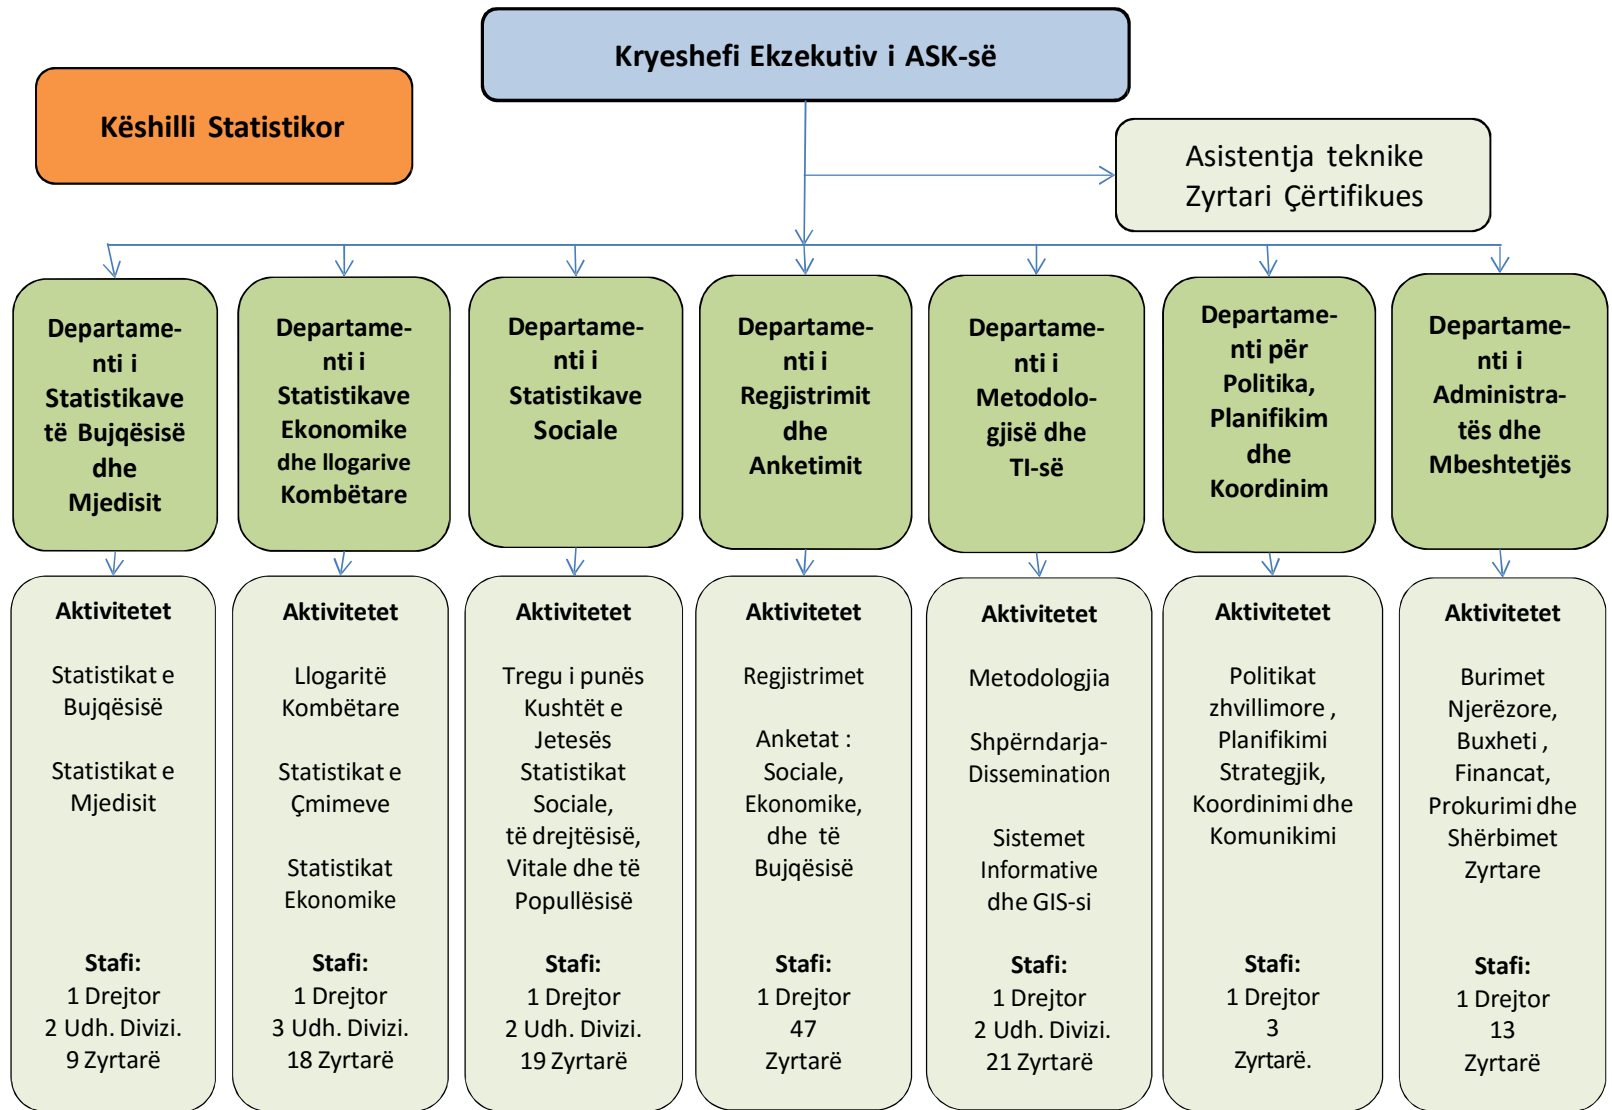 Kryeshefi Ekzekutiv i ASK-së
Këshilli Statistikor
Asistentja teknike
Zyrtari Çërtifikues
Departame-
nti i
Statistikave
të Bujqësisë
dhe
Mjedisit
Departame-
nti i
Statistikave
Ekonomike
dhe llogarive
Kombëtare
Departame-
nti i
Statistikave
Sociale
Departame-
nti i
Regjistrimit
dhe
Anketimit
Departame-
nti i
Metodolo-
gjisë dhe
TI-së
Departame-
nti për
Politika,
Planifikim
dhe
Koordinim
Departame-
nti i
Administra-
tës dhe
Mbeshtetjës
Aktivitetet
Statistikat e
Bujqësisë
Statistikat e
Mjedisit
Stafi:
1 Drejtor
2 Udh. Divizi.
9 Zyrtarë
Aktivitetet
Llogaritë
Kombëtare
Statistikat e
Çmimeve
Statistikat
Ekonomike
Stafi:
1 Drejtor
3 Udh. Divizi.
18 Zyrtarë
Aktivitetet
Tregu i punës
Kushtët e
Jetesës
Statistikat
Sociale,
të drejtësisë,
Vitale dhe të
Popullësisë
Stafi:
1 Drejtor
2 Udh. Divizi.
19 Zyrtarë
Aktivitetet
Regjistrimet
Anketat :
Sociale,
Ekonomike,
dhe të
Bujqësisë
Stafi:
1 Drejtor
47
Zyrtarë
Aktivitetet
Metodologjia
Shpërndarja-
Dissemination
Sistemet
Informative
dhe GIS-si
Stafi:
1 Drejtor
2 Udh. Divizi.
21 Zyrtarë
Aktivitetet
Politikat
zhvillimore ,
Planifikimi
Strategjik,
Koordinimi dhe
Komunikimi
Stafi:
1 Drejtor
3
Zyrtarë.
Aktivitetet
Burimet
Njerëzore,
Buxheti ,
Financat,
Prokurimi dhe
Shërbimet
Zyrtare
Stafi:
1 Drejtor
13
Zyrtarë